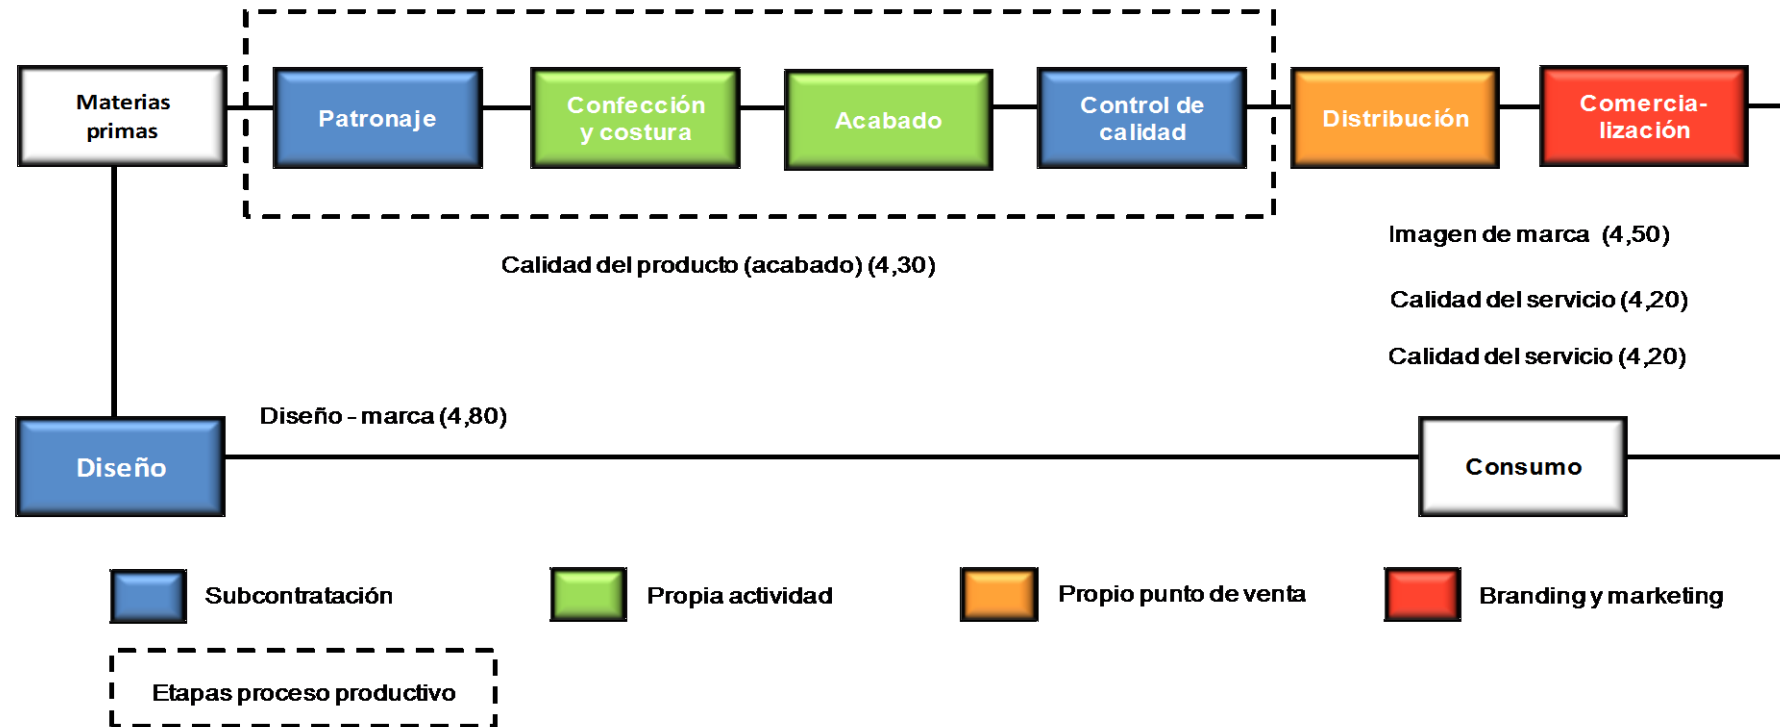 Materias
primas
Patronaje
Confección
y costura
Acabado
Control de
calidad
Distribución
Comercia-
lización
Imagen de marca (4,50)
Calidad del producto (acabado) (4,30)
Calidad del servicio (4,20)
Calidad del servicio (4,20)
Diseño - marca (4,80)
Diseño
Consumo
Subcontratación
Propia actividad
Propio punto de venta
Branding y marketing
Etapas proceso productivo